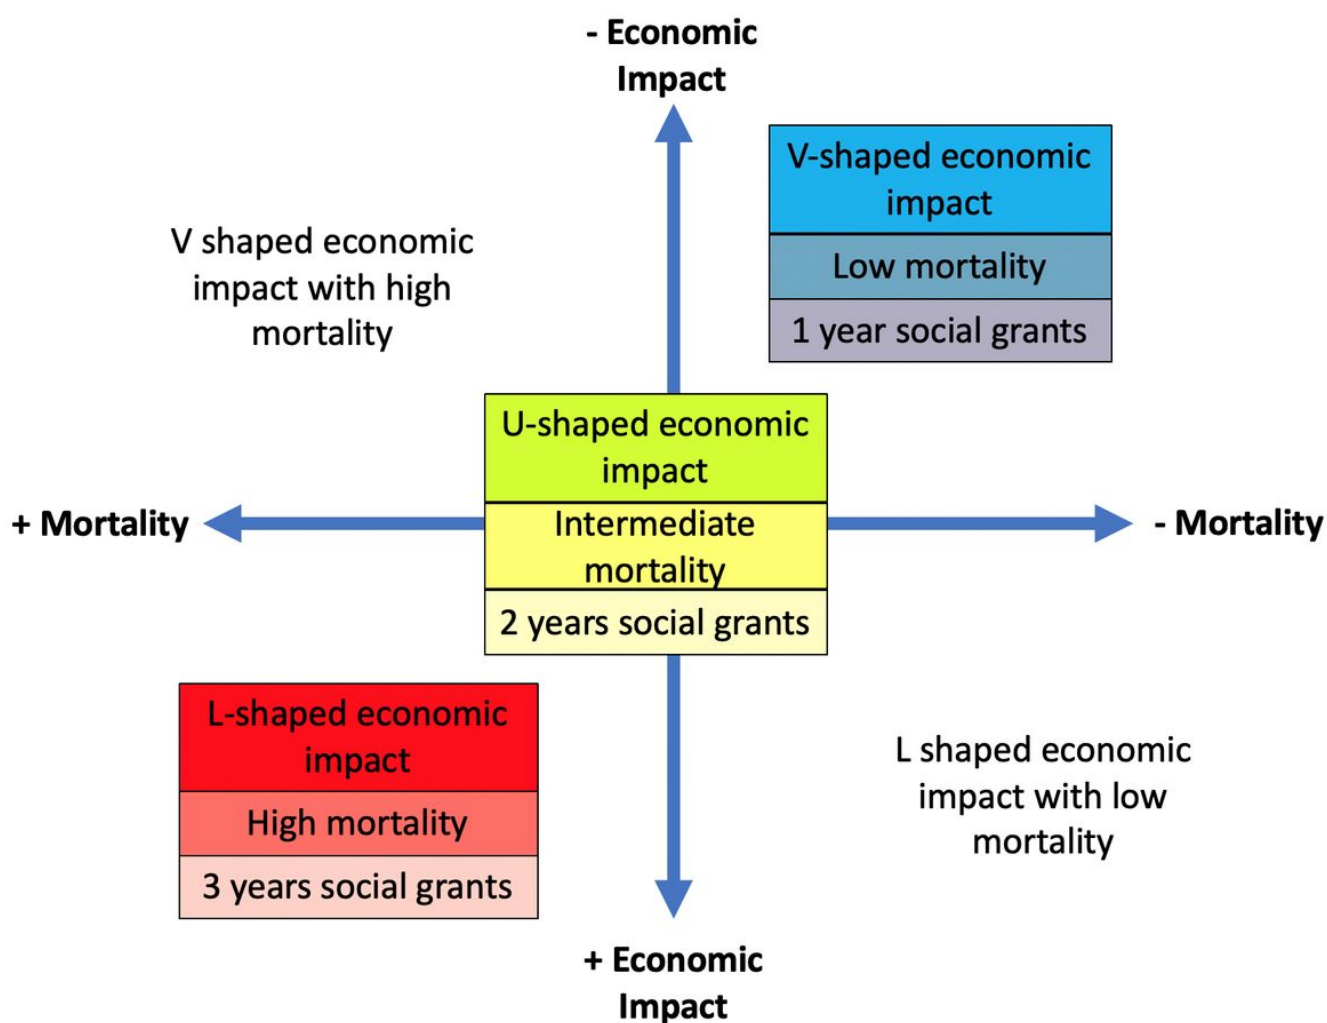 - Economic
Impact
V-shaped economic
impact
Low mortality
1 year social grants
V shaped economic
impact with high
mortality
U-shaped economic
impact
Intermediate
mortality
2 years social grants
+ Mortality
- Mortality
L-shaped economic
impact
High mortality
3 years social grants
L shaped economic
impact with low
mortality
+ Economic
Impact